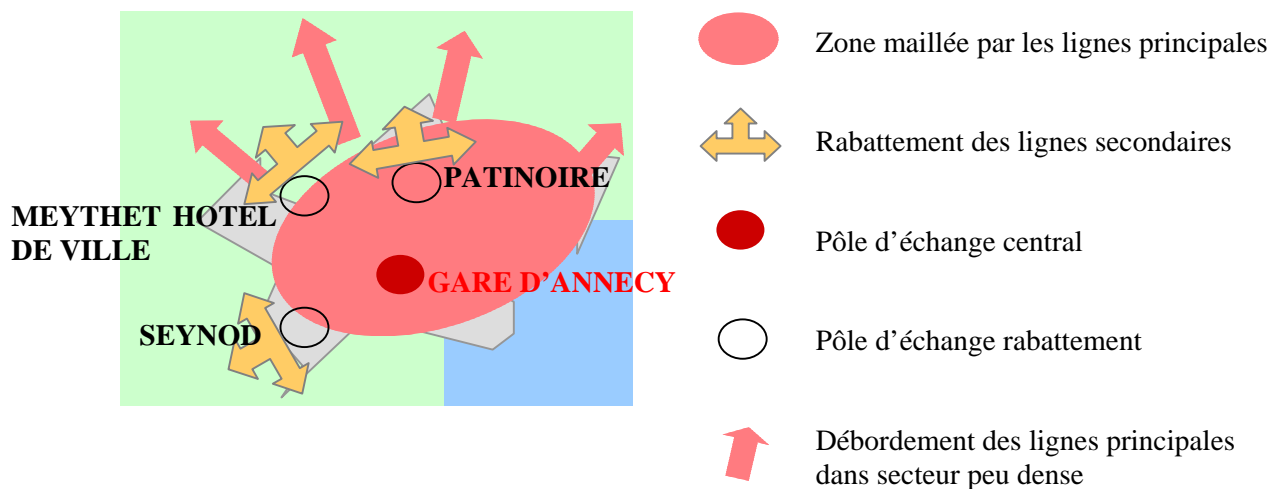 PATINOIRE
MEYTHET HOTEL
DE VILLE
GARE D'ANNECY
SEYNOD
Zone maillée par les lignes principales
Rabattement des lignes secondaires
Pôle d'échange central
Pôle d'échange rabattement
Débordement des lignes principales
dans secteur peu dense